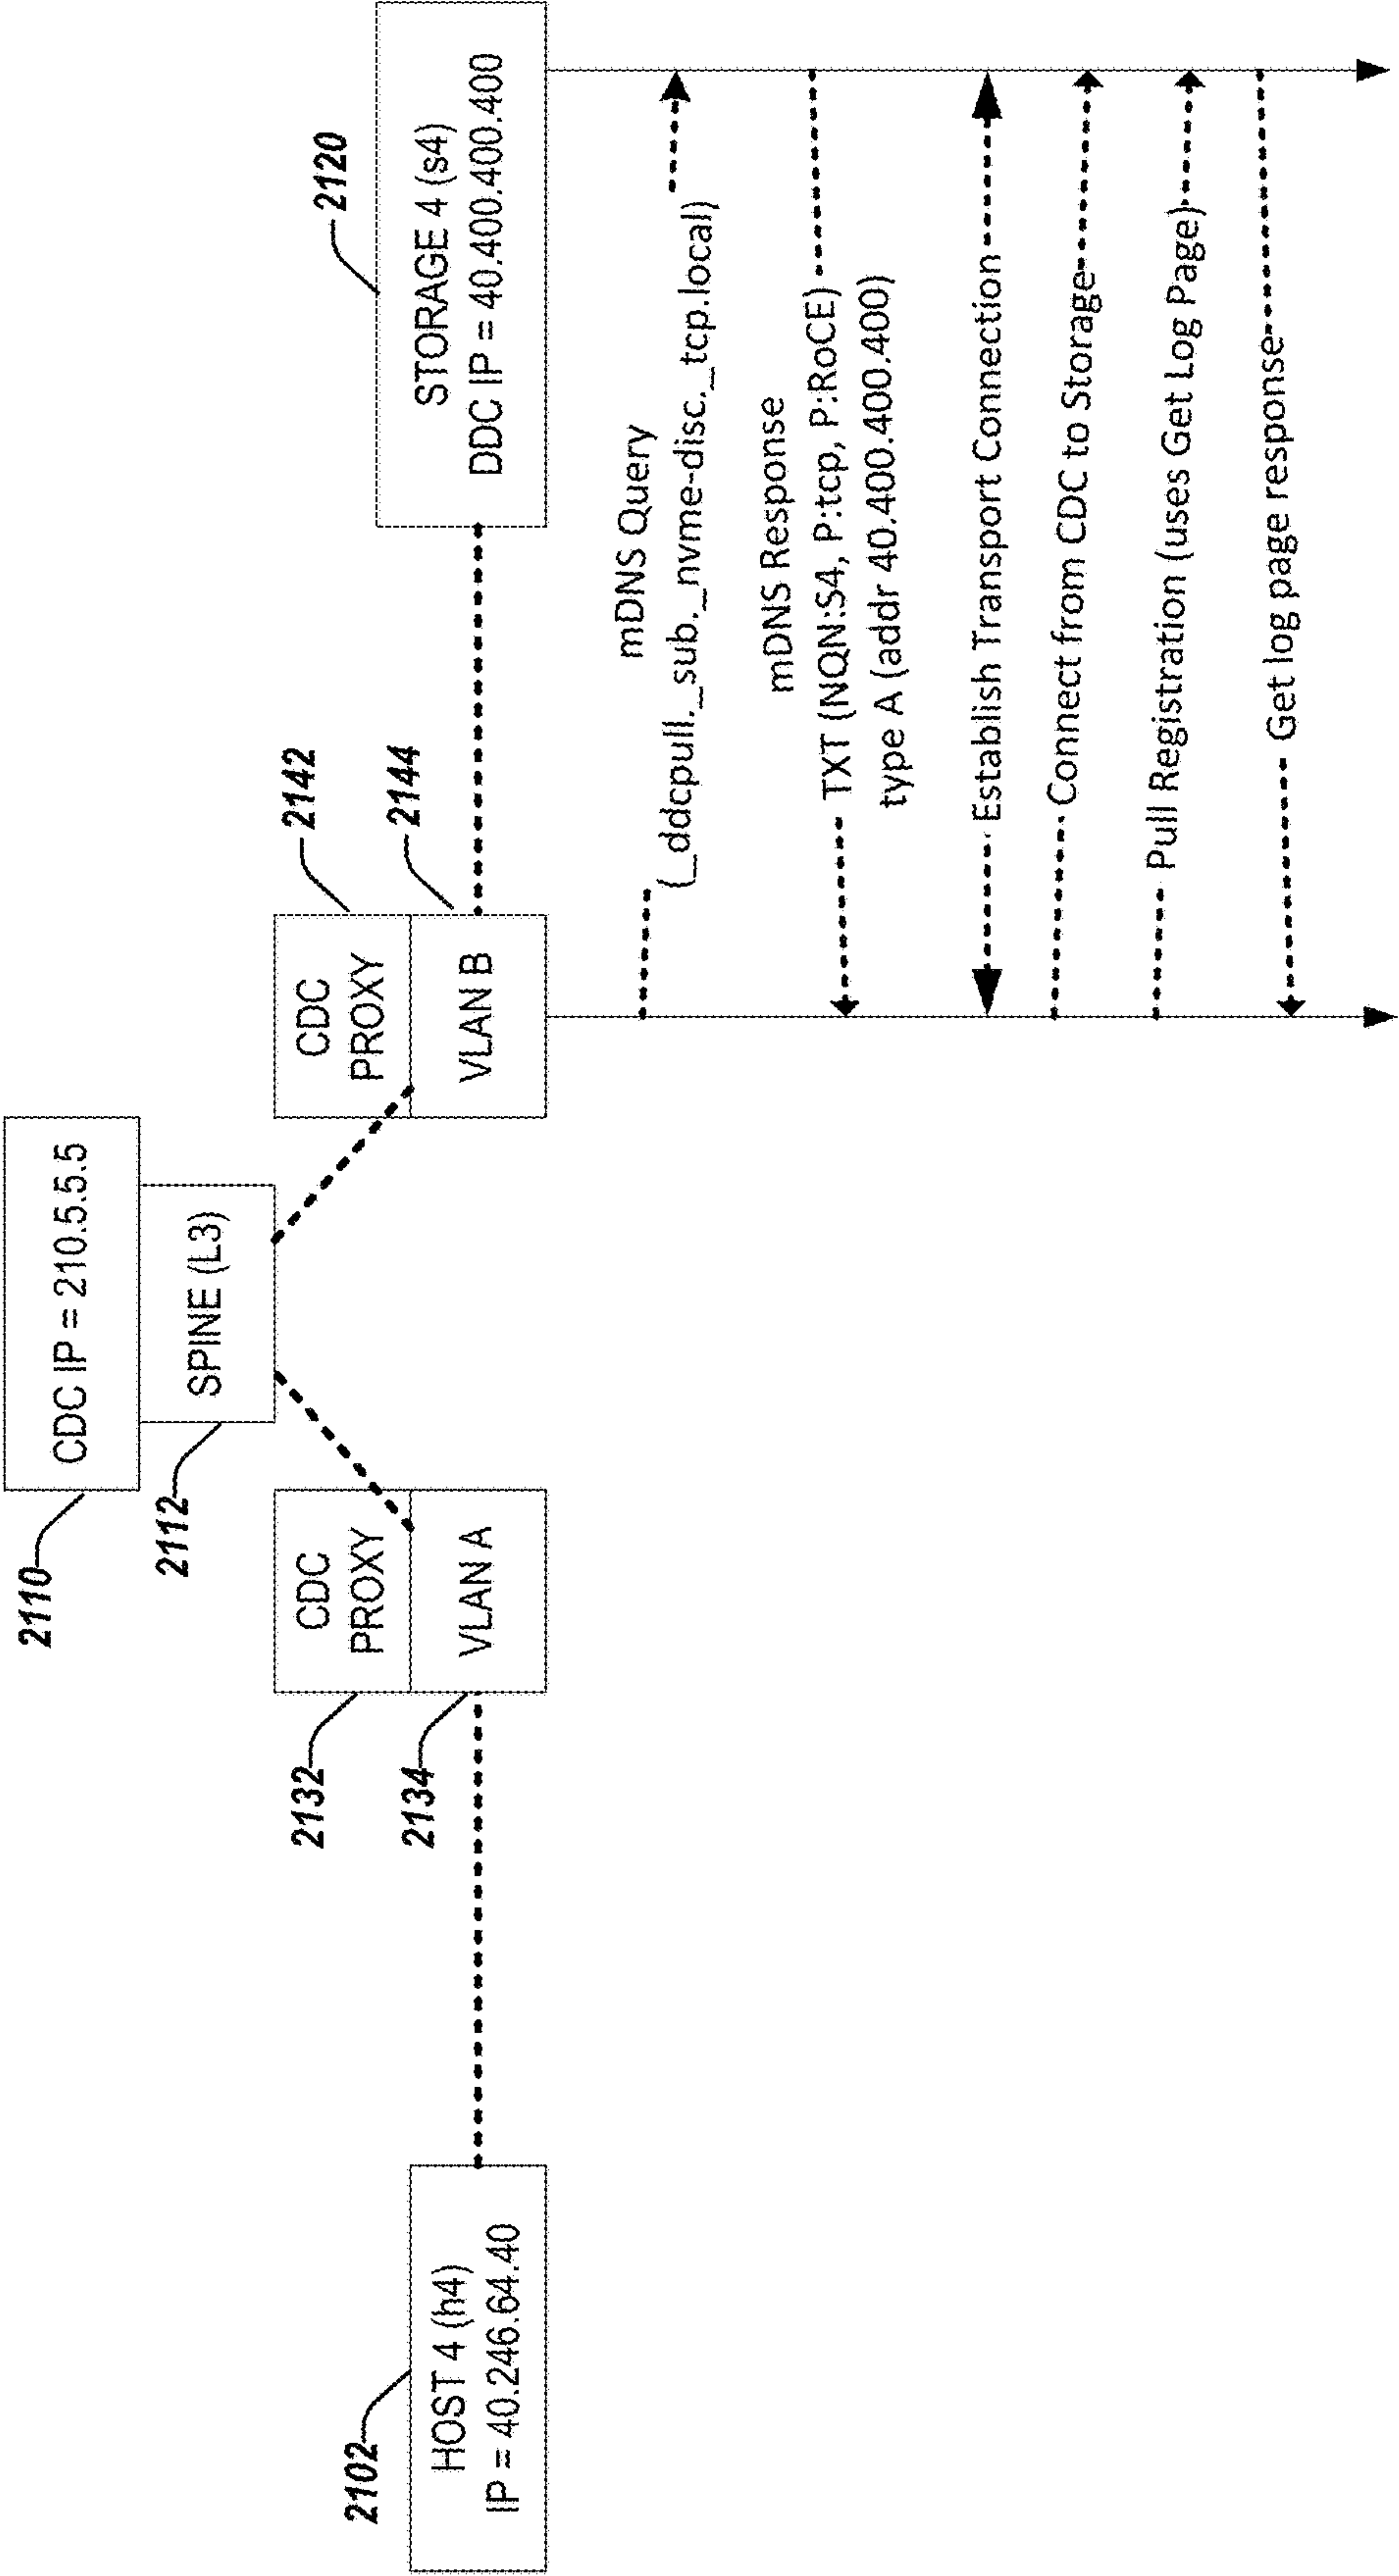 2110
CDC IP = 210.5.5.5
2112
SPINE (L3)
2102
HOST 4 (h4)
IP = 40.246.64.40
2132
CDC
PROXY
2134
VLAN A
2142
CDC
PROXY
2144
VLAN B
2120
STORAGE 4 (s4)
DDC IP = 40.400.400.400
mDNS Query
(_ddcpull._sub._nvme-disc._tcp.local)
mDNS Response
TXT (NQN:S4, P:tcp, P:RoCE)
type A (addr 40.400.400.400)
Establish Transport Connection
Connect from CDC to Storage
Pull Registration (uses Get Log Page)
Get log page response